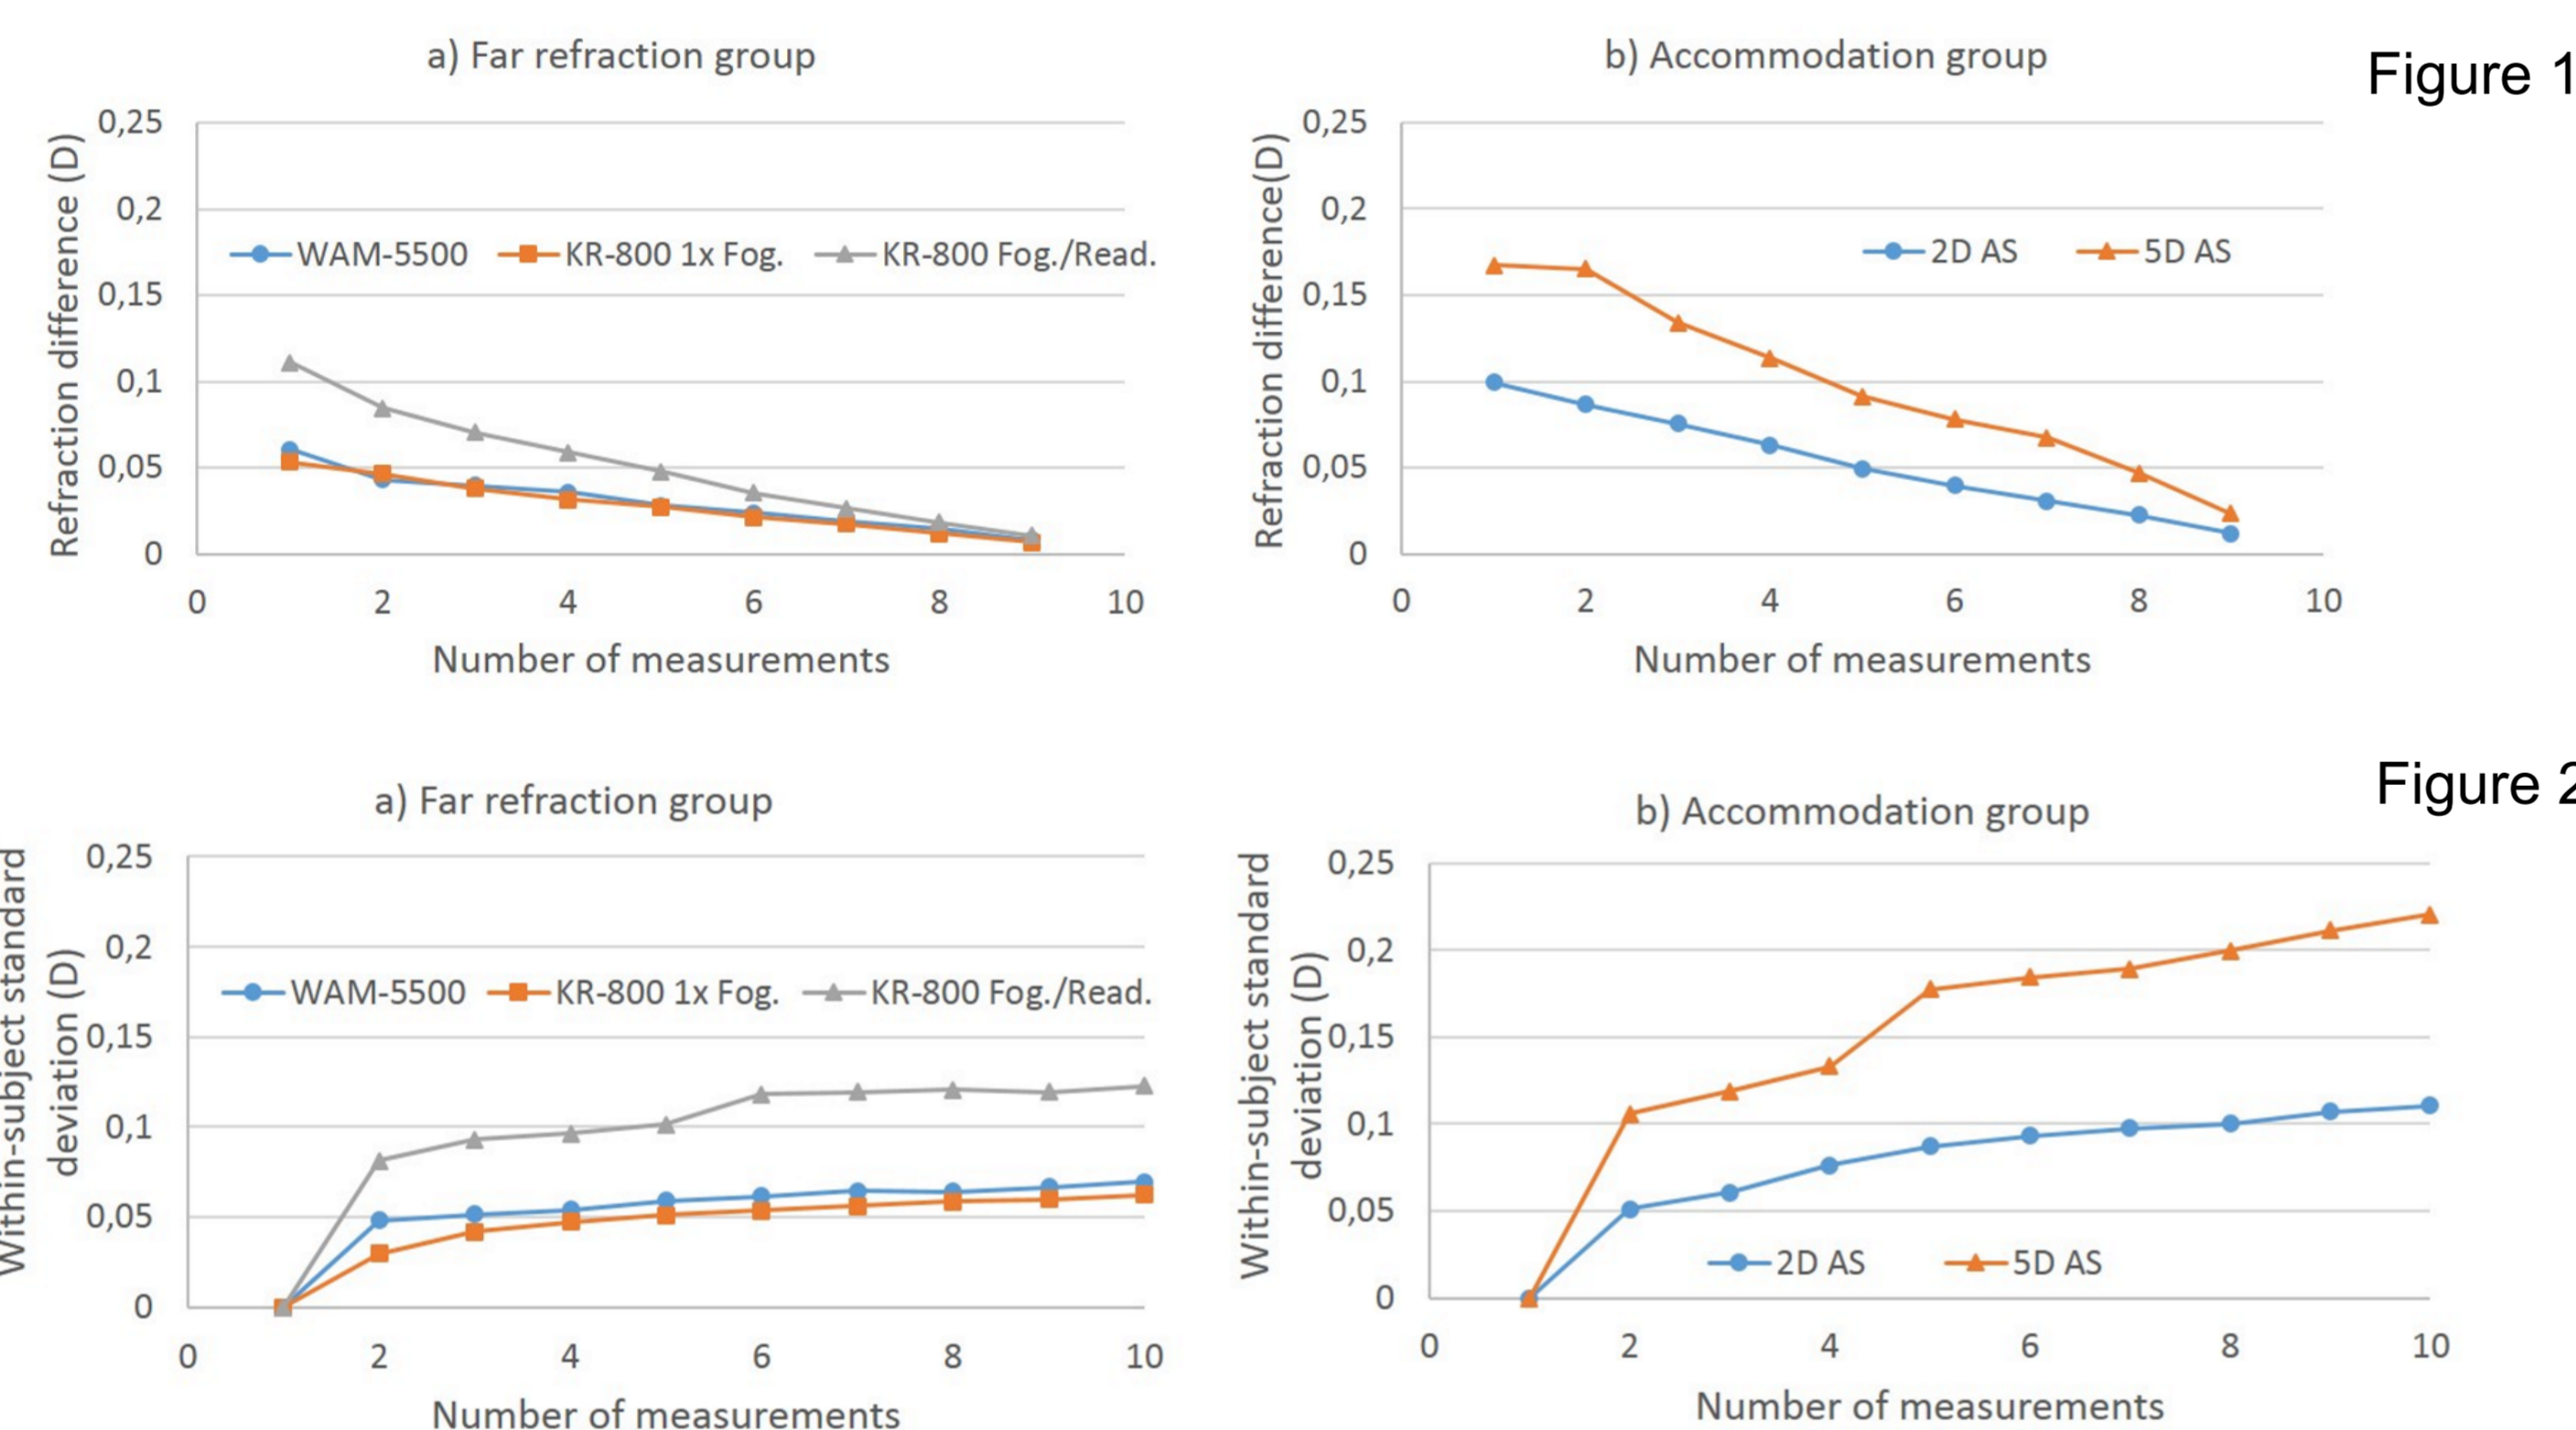 a) Far refraction group
Refraction difference (D)
0,25
0,2
0,15
0,1
0,05
0
WAM-5500 KR-800 1x Fog. KR-800 Fog./Read.
0 2 4 6 8 10
Number of measurements
b) Accommodation group
Figure 1
Refraction difference(D)
0,25
0,2
0,15
0,1
0,05
0
2D AS 5D AS
0 2 4 6 8 10
Number of measurements
a) Far refraction group
Within-subject standard
deviation (D)
0,25
0,2
0,15
0,1
0,05
0
WAM-5500 KR-800 1x Fog. KR-800 Fog./Read.
0 2 4 6 8 10
Number of measurements
b) Accommodation group
Figure 2
Within-subject standard
deviation (D)
0,25
0,2
0,15
0,1
0,05
0
2D AS 5D AS
0 2 4 6 8 10
Number of measurements